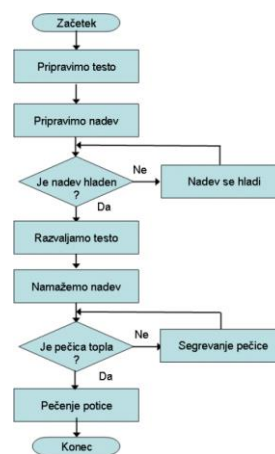 Začetek
Pripravimo testo
Pripravimo nadev
Je nadev hladen
?
Ne
Nadev se hladi
Da
Razvaljamo testo
Namažemo nadev
Je pečica topla
?
Ne
Segrevanje pečice
Da
Pečenje potice
Konec